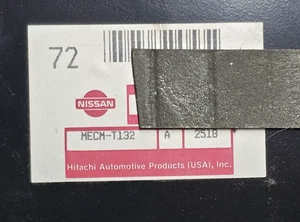 72
NISSAN
MECM-T132 A 2518
Hitachi Automotive Products (USA), Inc.